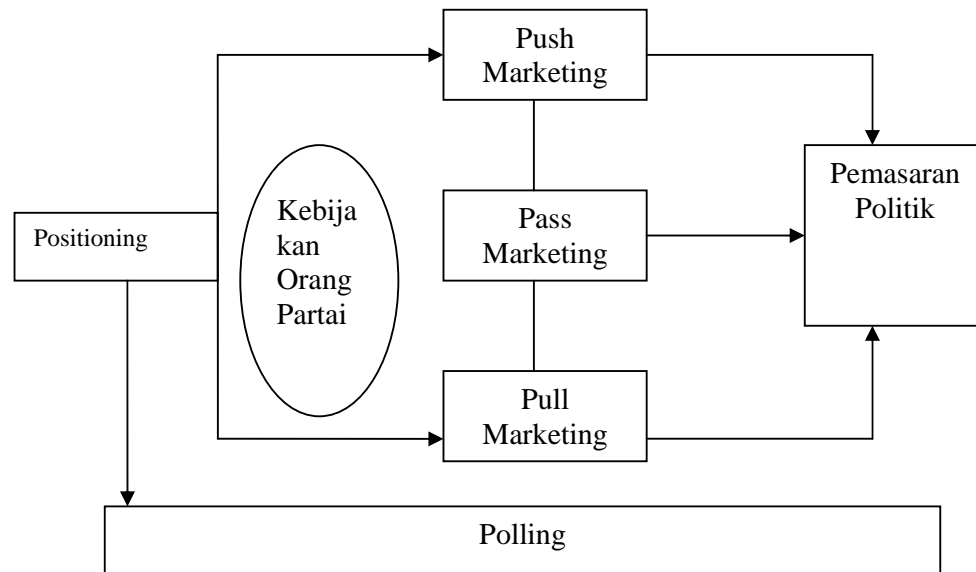 Push
Marketing
Positioning
Kebija
kan
Orang
Partai
Pass
Marketing
Pemasaran
Politik
Pull
Marketing
Polling